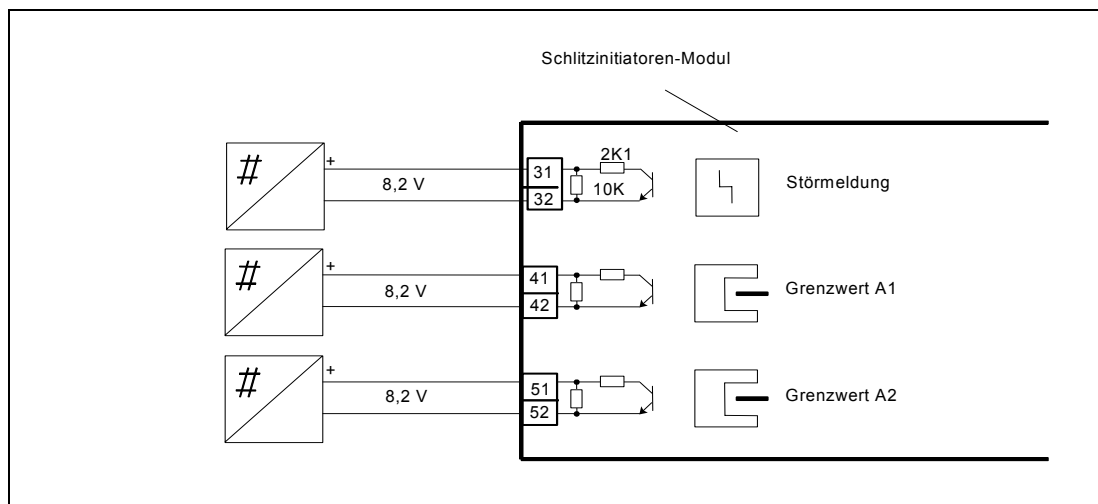 Schlitzinitiatoren-Modul
# + 8,2 V 31 32 2K1 10K Störmeldung
# + 8,2 V 41 42 Grenzwert A1
# + 8,2 V 51 52 Grenzwert A2